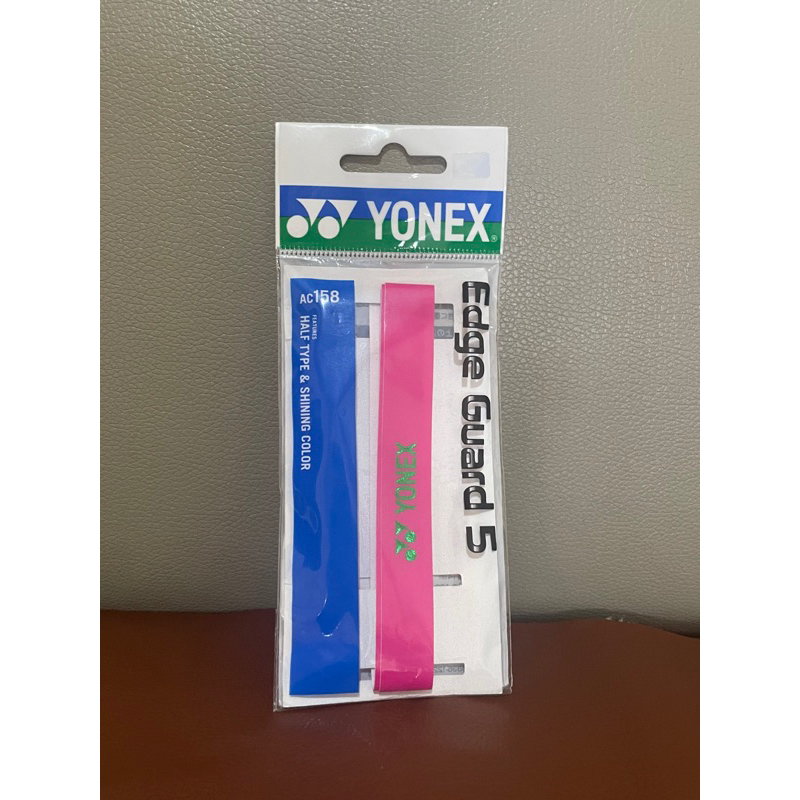 YONEX®
AC158
FEATURES
HALF TYPE & SHINING COLOR
YONEX
Edge Guard 5